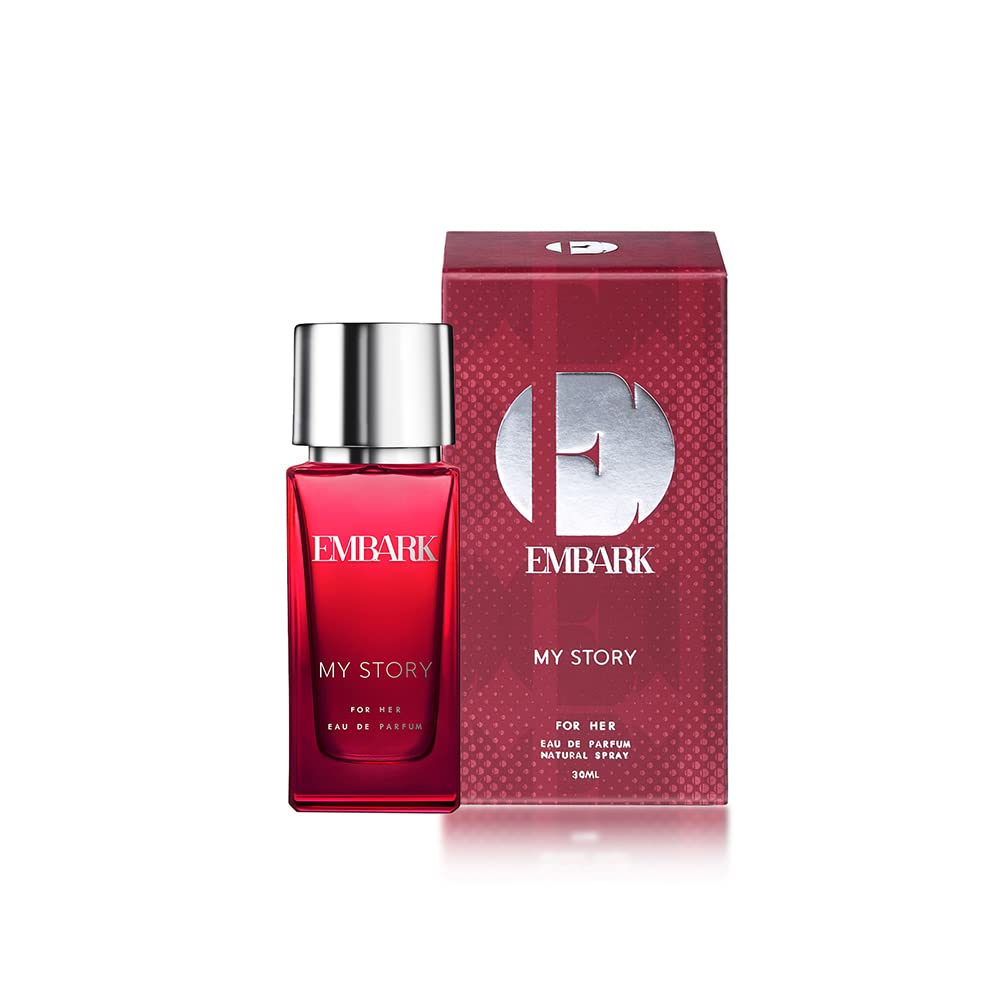 EMBARK
MY STORY
FOR HER
EAU DE PARFUM
E
EMBARK
MY STORY
FOR HER
EAU DE PARFUM
NATURAL SPRAY
30ML